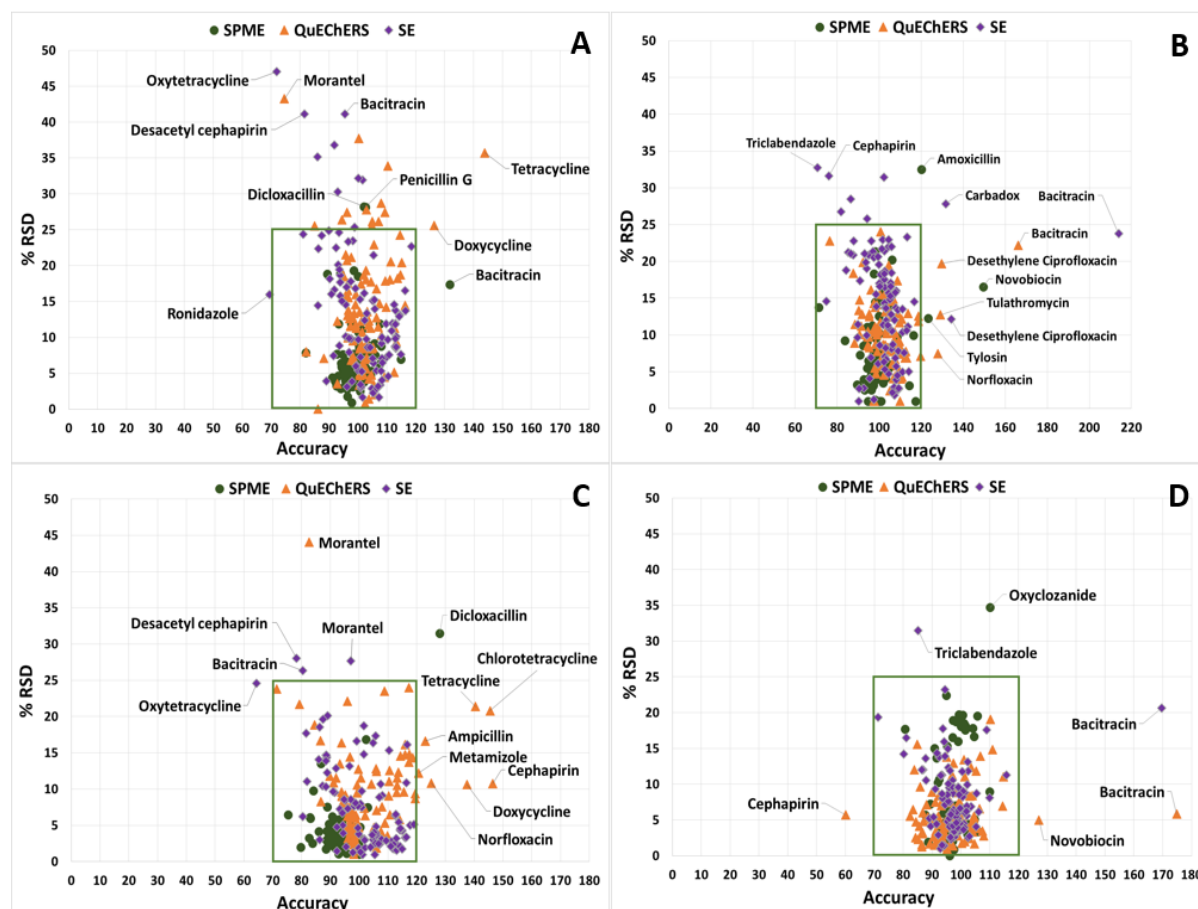 SPME QuEChERS SE
A
50
45
40
35
30
25
20
15
10
5
0
% RSD
Oxytetracycline
Morantel
Desacetyl cephapirin
Bacitracin
Tetracycline
Dicloxacillin
Penicillin G
Doxycycline
Bacitracin
Ronidazole
0 10 20 30 40 50 60 70 80 90 100 110 120 130 140 150 160 170 180
Accuracy
SPME QuEChERS SE
B
50
45
40
35
30
25
20
15
10
5
0
% RSD
Triclabendazole
Cephapirin
Amoxicillin
Carbadox
Bacitracin
Bacitracin
Desethylene Ciprofloxacin
Novobiocin
Tulathromycin
Desethylene Ciprofloxacin
Tylosin
Norfloxacin
0 20 40 60 80 100 120 140 160 180 200 220
Accuracy
SPME QuEChERS SE
C
50
45
40
35
30
25
20
15
10
5
0
% RSD
Morantel
Desacetyl cephapirin
Morantel
Dicloxacillin
Bacitracin
Chlorotetracycline
Oxytetracycline
Tetracycline
Ampicillin
Metamizole
Cephapirin
Doxycycline
Norfloxacin
0 10 20 30 40 50 60 70 80 90 100 110 120 130 140 150 160 170 180
Accuracy
SPME QuEChERS SE
D
50
45
40
35
30
25
20
15
10
5
0
% RSD
Oxyclozanide
Triclabendazole
Bacitracin
Cephapirin
Bacitracin
Novobiocin
0 10 20 30 40 50 60 70 80 90 100 110 120 130 140 150 160 170 180
Accuracy